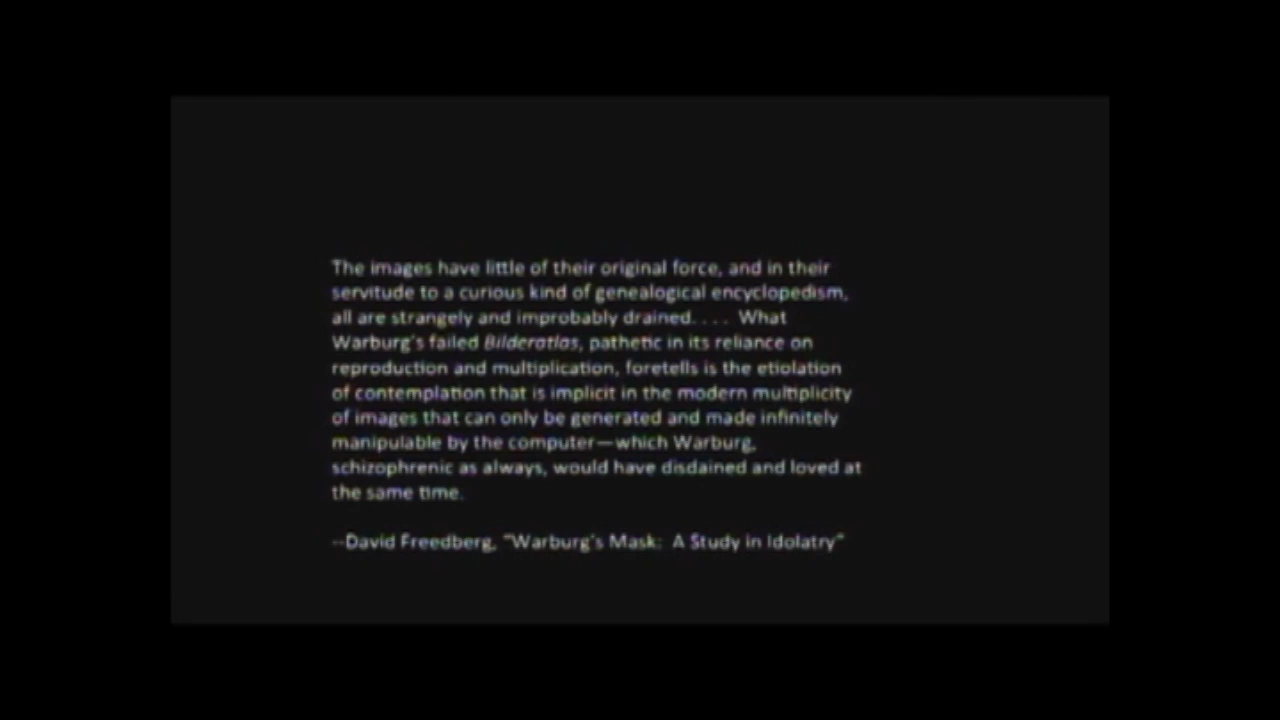 The images have little of their original force, and in their
servitude to a curious kind of genealogical encyclopedism,
all are strangely and improbably drained. . . .  What
Warburg's failed Bilderatlas, pathetic in its reliance on
reproduction and multiplication, foretells is the etiolation
of contemplation that is implicit in the modern multiplicity
of images that can only be generated and made infinitely
manipulable by the computer—which Warburg,
schizophrenic as always, would have disdained and loved at
the same time.
--David Freedberg, "Warburg's Mask:  A Study in Idolatry"